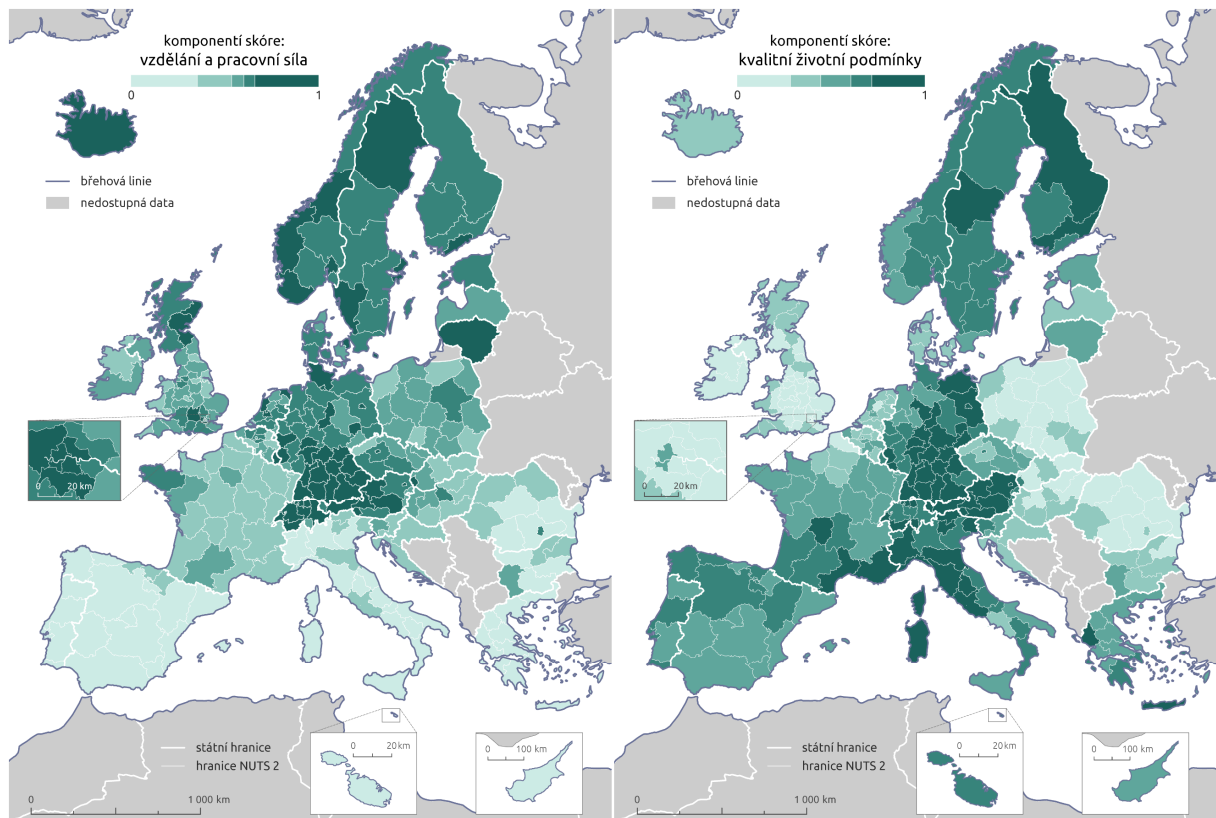 komponentí skóre:
vzdělání a pracovní síla
0
1
břehová linie
nedostupná data
0
20 km
státní hranice
hranice NUTS 2
0
1 000 km
0
20 km
0
100 km
komponentí skóre:
kvalitní životní podmínky
0
1
břehová linie
nedostupná data
0
20 km
státní hranice
hranice NUTS 2
0
1 000 km
0
20 km
0
100 km